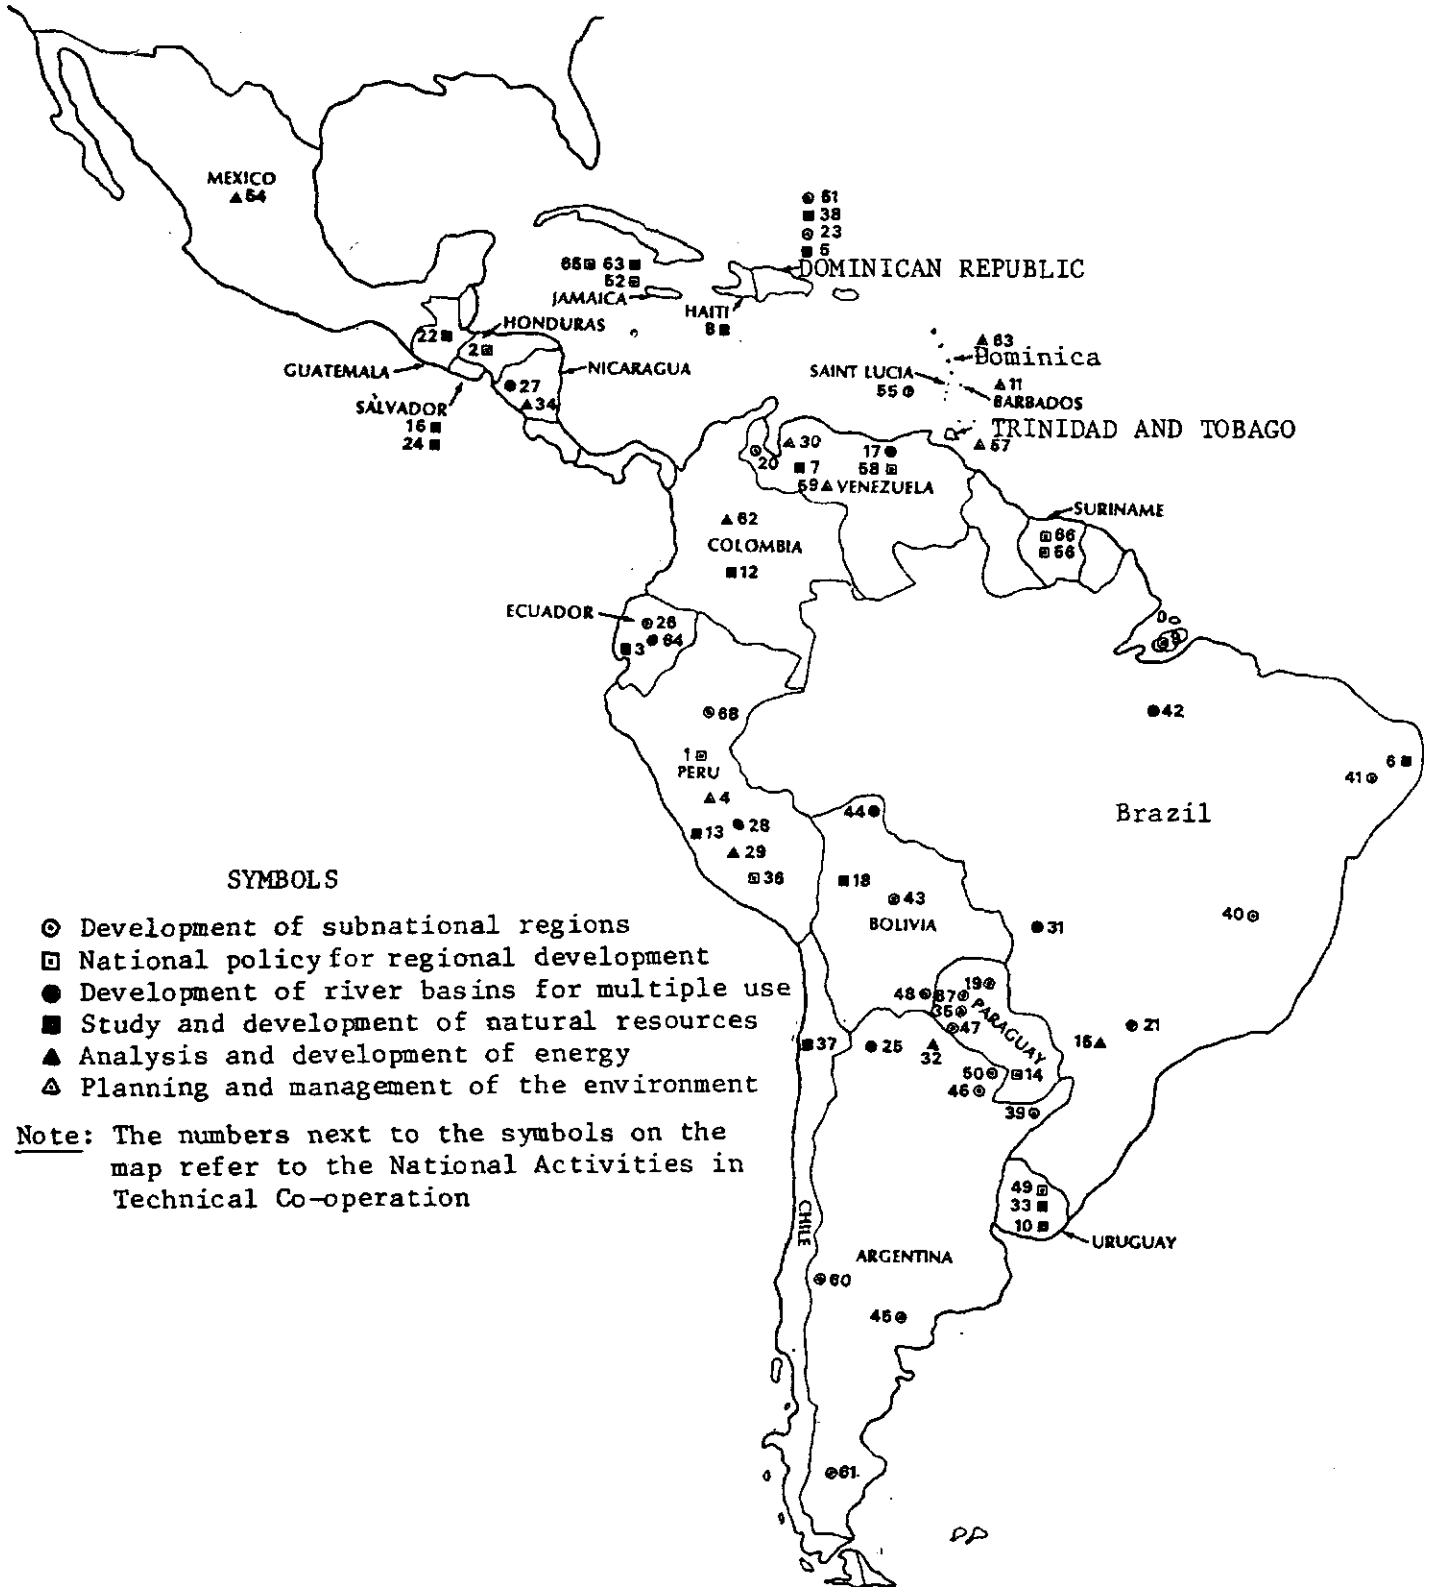 MEXICO
▲ 54
⊙ 51
■ 38
⊙ 23
■ 5
DOMINICAN REPUBLIC
65 ⊡ 63 ■
52 ⊡
JAMAICA
HAITI
8 ■
22 ■
HONDURAS
2 ⊡
GUATEMALA
NICARAGUA
● 27
▲ 34
SALVADOR
16 ■
24 ■
▲ 63
Dominica
SAINT LUCIA
55 ⊙
▲ 11
BARBADOS
TRINIDAD AND TOBAGO
▲ 57
⊙ 20
▲ 30
■ 7
17 ●
58 ⊡
59 ▲ VENEZUELA
SURINAME
⊡ 66
⊡ 56
▲ 62
COLOMBIA
■ 12
ECUADOR
⊙ 26
● 64
■ 3
⊙ 9
⊙ 68
1 ⊡
PERU
▲ 4
■ 13
● 28
▲ 29
⊡ 36
● 42
6 ■
41 ⊙
Brazil
44 ●
■ 18
⊙ 43
BOLIVIA
● 31
40 ⊙
SYMBOLS
⊙ Development of subnational regions
⊡ National policy for regional development
● Development of river basins for multiple use
■ Study and development of natural resources
▲ Analysis and development of energy
◬ Planning and management of the environment
Note: The numbers next to the symbols on the
map refer to the National Activities in
Technical Co-operation
19 ⊙
48 ⊙ 67 ⊙
35
⊙ 47
PARAGUAY
■ 37
● 25
▲
32
15 ▲
21
50 ⊙ ⊡ 14
46 ⊙
39 ⊙
49 ⊡
33 ■
10 ■
URUGUAY
CHILE
ARGENTINA
⊙ 60
45 ⊙
⊙ 61